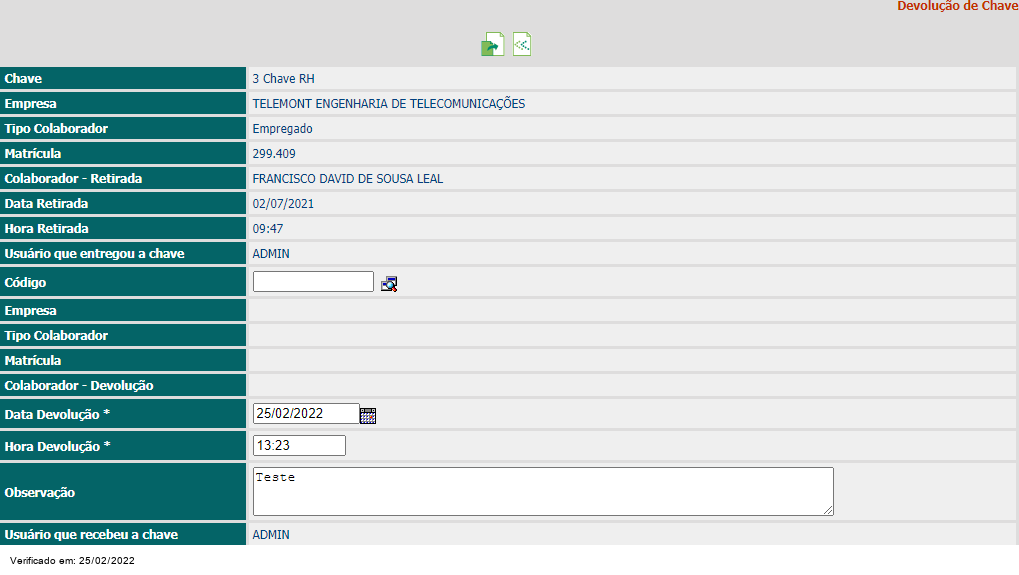 Devolução de Chave
Chave 3 Chave RH
Empresa TELEMONT ENGENHARIA DE TELECOMUNICAÇÕES
Tipo Colaborador Empregado
Matrícula 299.409
Colaborador - Retirada FRANCISCO DAVID DE SOUSA LEAL
Data Retirada 02/07/2021
Hora Retirada 09:47
Usuário que entregou a chave ADMIN
Código
Empresa
Tipo Colaborador
Matrícula
Colaborador - Devolução
Data Devolução * 25/02/2022
Hora Devolução * 13:23
Observação Teste
Usuário que recebeu a chave ADMIN
Verificado em: 25/02/2022